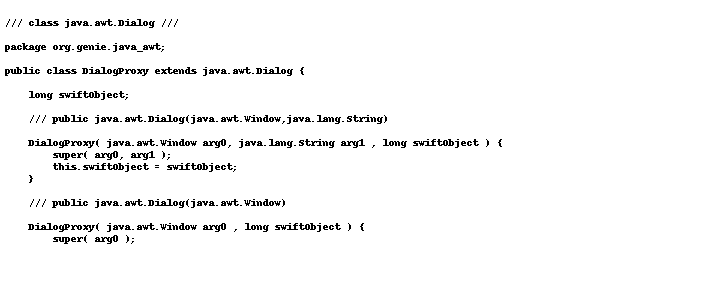 /// class java.awt.Dialog ///
package org.genie.java_awt;
public class DialogProxy extends java.awt.Dialog {
long swiftObject;
/// public java.awt.Dialog(java.awt.Window,java.lang.String)
DialogProxy( java.awt.Window arg0, java.lang.String arg1 , long swiftObject ) {
super( arg0, arg1 );
this.swiftObject = swiftObject;
}
/// public java.awt.Dialog(java.awt.Window)
DialogProxy( java.awt.Window arg0 , long swiftObject ) {
super( arg0 );